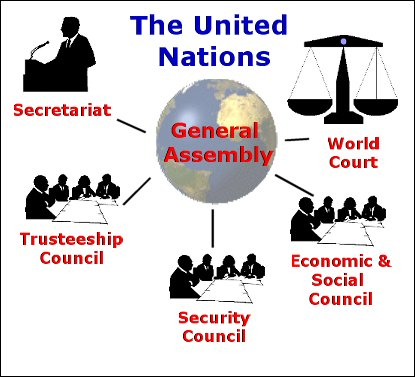 The United
Nations
Secretariat
General
Assembly
World
Court
Trusteeship
Council
Security
Council
Economic &
Social
Council